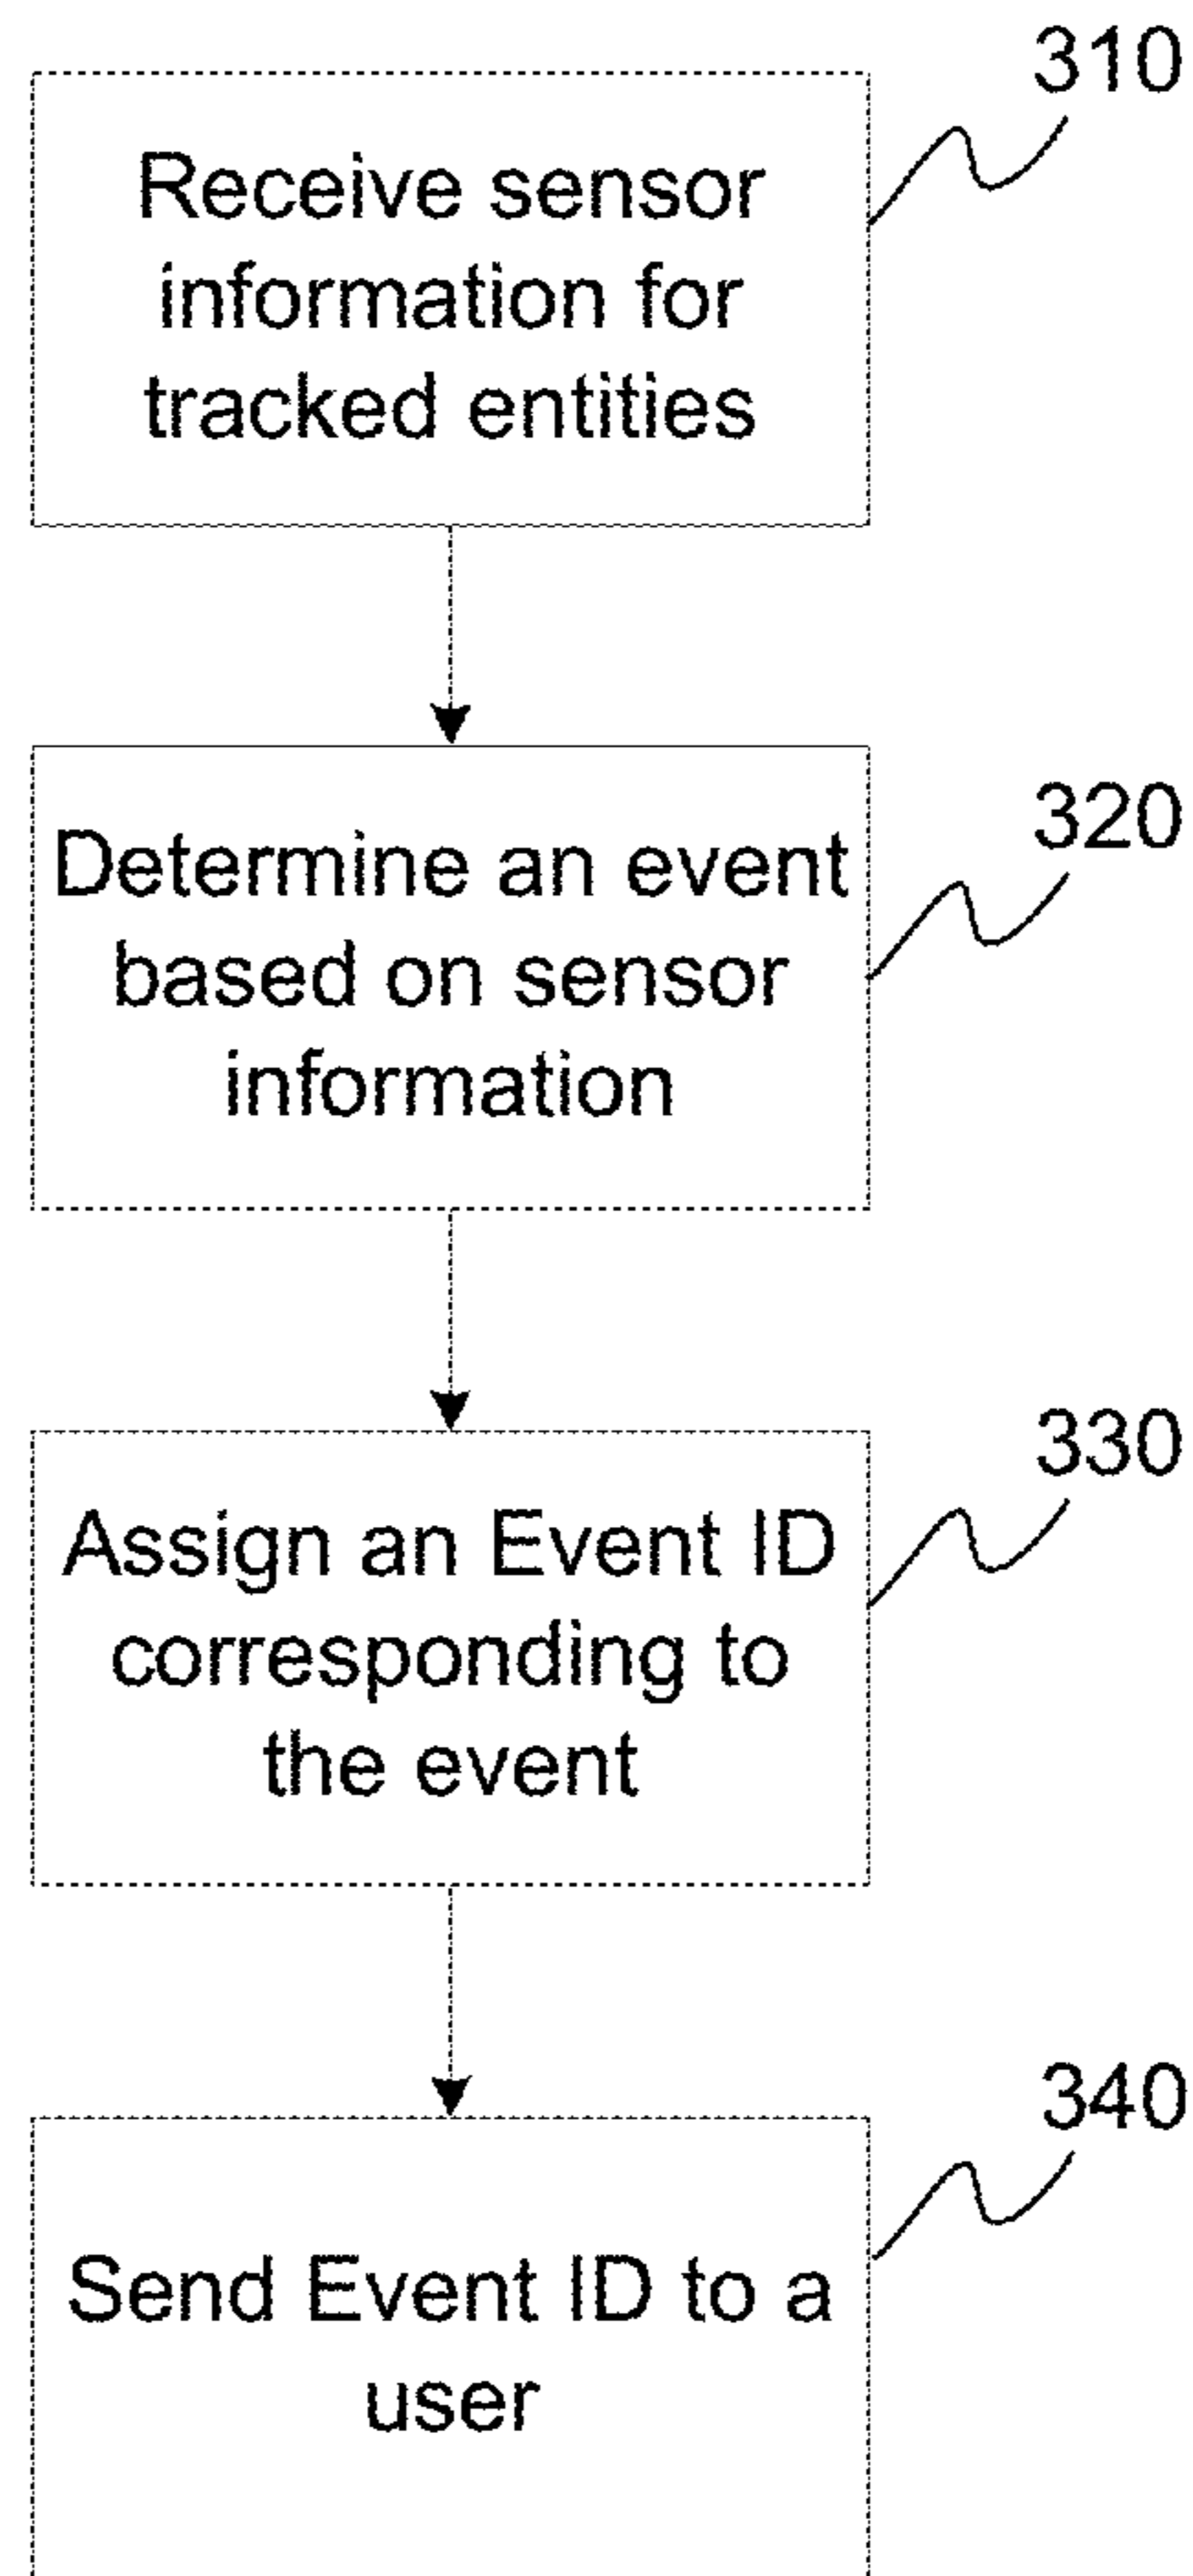 310
Receive sensor
information for
tracked entities
320
Determine an event
based on sensor
information
330
Assign an Event ID
corresponding to
the event
340
Send Event ID to a
user